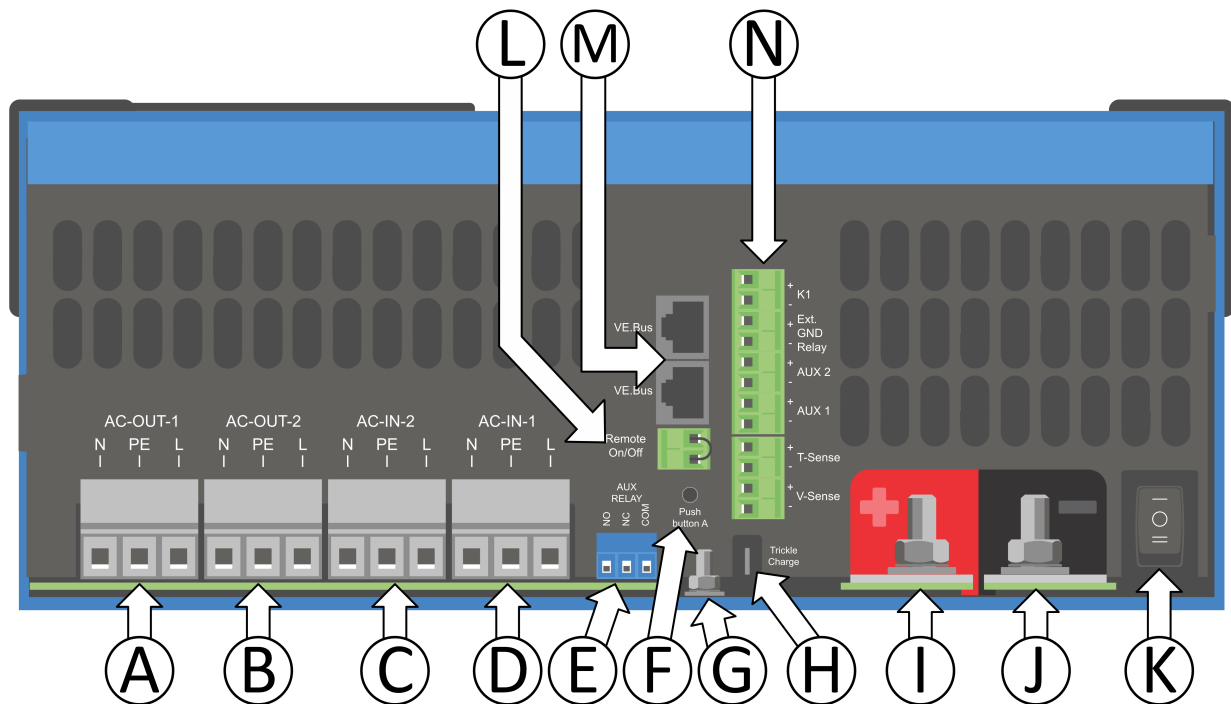 L M N
K1
+
-
Ext.
GND
Relay
+
-
AUX 2
+
-
AUX 1
+
-
T-Sense
+
-
V-Sense
+
-
VE.Bus
VE.Bus
Remote
On/Off
AC-OUT-1
N PE L
AC-OUT-2
N PE L
AC-IN-2
N PE L
AC-IN-1
N PE L
AUX
RELAY
NO NC COM
Push
button A
Trickle
Charge
+
-
I
O
II
A B C D E F G H I J K